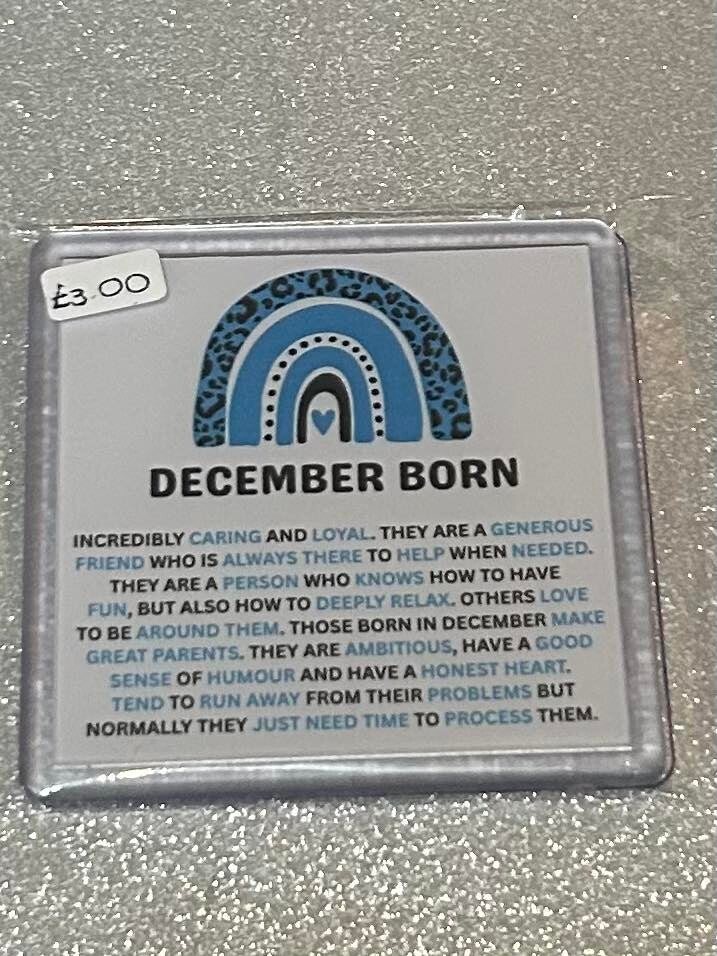 £3.00
DECEMBER BORN
INCREDIBLY CARING AND LOYAL. THEY ARE A GENEROUS
FRIEND WHO IS ALWAYS THERE TO HELP WHEN NEEDED.
THEY ARE A PERSON WHO KNOWS HOW TO HAVE
FUN, BUT ALSO HOW TO DEEPLY RELAX. OTHERS LOVE
TO BE AROUND THEM. THOSE BORN IN DECEMBER MAKE
GREAT PARENTS. THEY ARE AMBITIOUS, HAVE A GOOD
SENSE OF HUMOUR AND HAVE A HONEST HEART.
TEND TO RUN AWAY FROM THEIR PROBLEMS BUT
NORMALLY THEY JUST NEED TIME TO PROCESS THEM.